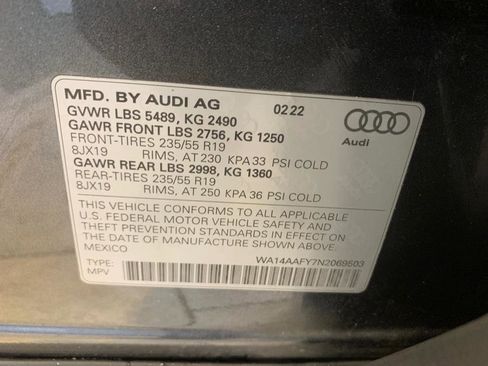 MFD. BY AUDI AG 02 22
GVWR LBS 5489, KG 2490
GAWR FRONT LBS 2756, KG 1250
FRONT-TIRES 235/55 R19
8JX19 RIMS, AT 230 KPA 33 PSI COLD
GAWR REAR LBS 2998, KG 1360
REAR-TIRES 235/55 R19
8JX19 RIMS, AT 250 KPA 36 PSI COLD
Audi
THIS VEHICLE CONFORMS TO ALL APPLICABLE
U.S. FEDERAL MOTOR VEHICLE SAFETY AND
THEFT PREVENTION STANDARDS IN EFFECT ON
THE DATE OF MANUFACTURE SHOWN ABOVE.
MEXICO
WA14AAFY7N2069503
TYPE:
MPV